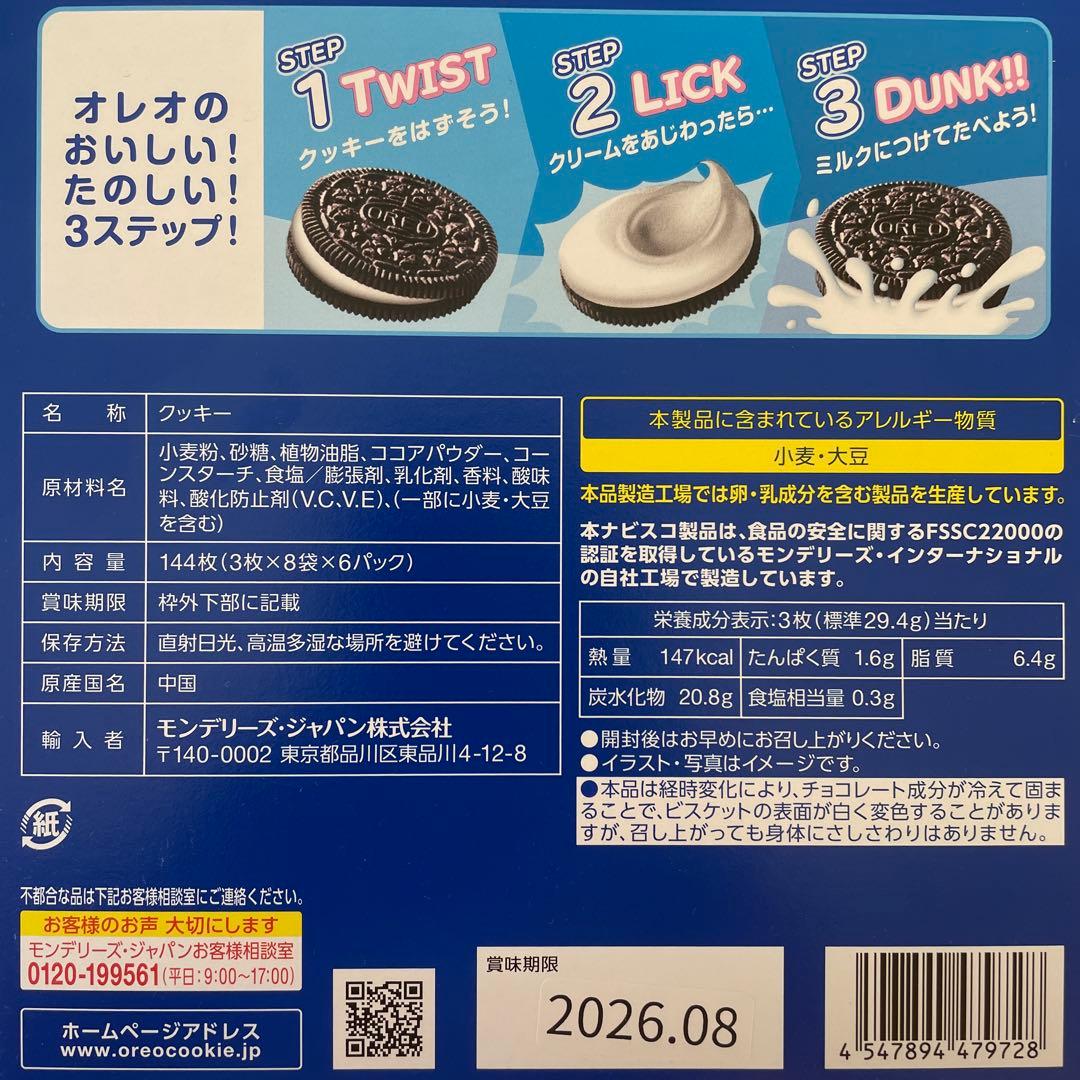 オレオの
おいしい!
たのしい!
3ステップ!
STEP
1 TWIST
クッキーをはずそう!
OREO
STEP
2 LICK
クリームをあじわったら…
STEP
3 DUNK!!
ミルクにつけてたべよう!
OREO
名称 クッキー
原材料名 小麦粉、砂糖、植物油脂、ココアパウダー、コー
ンスターチ、食塩/膨張剤、乳化剤、香料、酸味
料、酸化防止剤(V.C、V.E)、(一部に小麦・大豆
を含む)
内容量 144枚(3枚×8袋×6パック)
賞味期限 枠外下部に記載
保存方法 直射日光、高温多湿な場所を避けてください。
原産国名 中国
輸入者 モンデリーズ・ジャパン株式会社
〒140-0002 東京都品川区東品川4-12-8
紙
不都合な品は下記お客様相談室にご連絡ください。
お客様のお声 大切にします
モンデリーズ・ジャパンお客様相談室
0120-199561(平日:9:00~17:00)
ホームページアドレス
www.oreocookie.jp
本製品に含まれているアレルギー物質
小麦・大豆
本品製造工場では卵・乳成分を含む製品を生産しています。
本ナビスコ製品は、食品の安全に関するFSSC22000の
認証を取得しているモンデリーズ・インターナショナル
の自社工場で製造しています。
栄養成分表示:3枚(標準29.4g)当たり
熱量 147kcal たんぱく質 1.6g 脂質 6.4g
炭水化物 20.8g 食塩相当量 0.3g
●開封後はお早めにお召し上がりください。
●イラスト・写真はイメージです。
●本品は経時変化により、チョコレート成分が冷えて固ま
ることで、ビスケットの表面が白く変色することがありま
すが、召し上がっても身体にさしさわりはありません。
賞味期限
2026.08
4 547894 479728